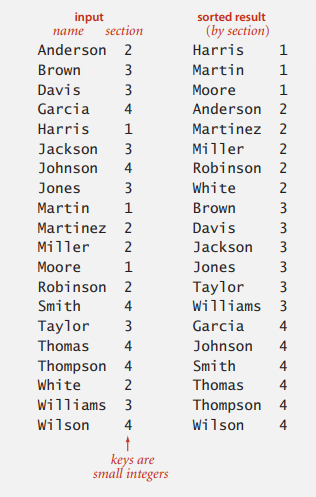 input sorted result
name section (by section)
Anderson 2 Harris 1
Brown 3 Martin 1
Davis 3 Moore 1
Garcia 4 Anderson 2
Harris 1 Martinez 2
Jackson 3 Miller 2
Johnson 4 Robinson 2
Jones 3 White 2
Martin 1 Brown 3
Martinez 2 Davis 3
Miller 2 Jackson 3
Moore 1 Jones 3
Robinson 2 Taylor 3
Smith 4 Williams 3
Taylor 3 Garcia 4
Thomas 4 Johnson 4
Thompson 4 Smith 4
White 2 Thomas 4
Williams 3 Thompson 4
Wilson 4 Wilson 4
keys are
small integers